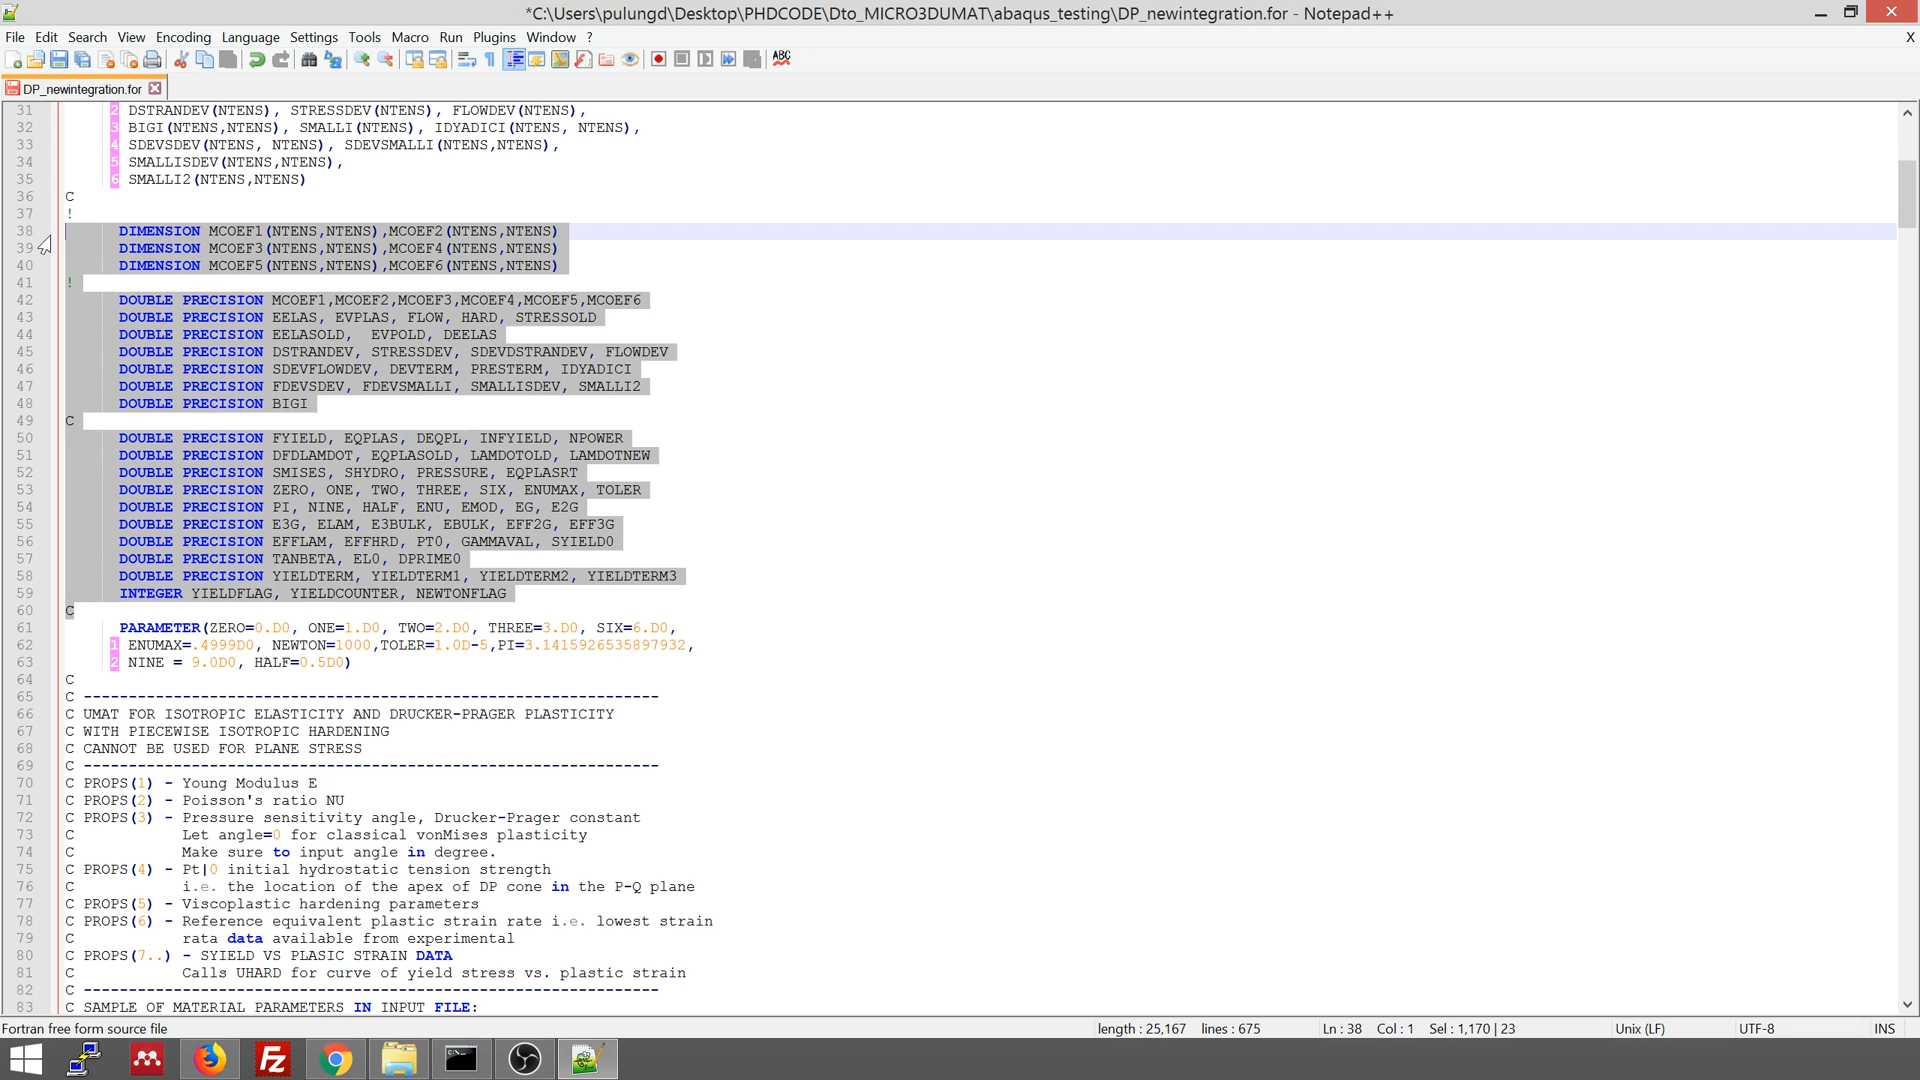 *C:\Users\pulungd\Desktop\PHDCODE\Dto_MICRO3DUMAT\abaqus_testing\DP_newintegration.for - Notepad++
File Edit Search View Encoding Language Settings Tools Macro Run Plugins Window ? X
ABC
DP_newintegration.for
31 2 DSTRANDEV(NTENS), STRESSDEV(NTENS), FLOWDEV(NTENS),
32 3 BIGI(NTENS,NTENS), SMALLI(NTENS), IDYADICI(NTENS, NTENS),
33 4 SDEVSDEV(NTENS, NTENS), SDEVSMALLI(NTENS,NTENS),
34 5 SMALLISDEV(NTENS,NTENS),
35 6 SMALLI2(NTENS,NTENS)
36 C
37 !
38 DIMENSION MCOEF1(NTENS,NTENS),MCOEF2(NTENS,NTENS)
39 DIMENSION MCOEF3(NTENS,NTENS),MCOEF4(NTENS,NTENS)
40 DIMENSION MCOEF5(NTENS,NTENS),MCOEF6(NTENS,NTENS)
41 !
42 DOUBLE PRECISION MCOEF1,MCOEF2,MCOEF3,MCOEF4,MCOEF5,MCOEF6
43 DOUBLE PRECISION EELAS, EVPLAS, FLOW, HARD, STRESSOLD
44 DOUBLE PRECISION EELASOLD, EVPOLD, DEELAS
45 DOUBLE PRECISION DSTRANDEV, STRESSDEV, SDEVDSTRANDEV, FLOWDEV
46 DOUBLE PRECISION SDEVFLOWDEV, DEVTERM, PRESTERM, IDYADICI
47 DOUBLE PRECISION FDEVSDEV, FDEVSMALLI, SMALLISDEV, SMALLI2
48 DOUBLE PRECISION BIGI
49 C
50 DOUBLE PRECISION FYIELD, EQPLAS, DEQPL, INFYIELD, NPOWER
51 DOUBLE PRECISION DFDLAMDOT, EQPLASOLD, LAMDOTOLD, LAMDOTNEW
52 DOUBLE PRECISION SMISES, SHYDRO, PRESSURE, EQPLASRT
53 DOUBLE PRECISION ZERO, ONE, TWO, THREE, SIX, ENUMAX, TOLER
54 DOUBLE PRECISION PI, NINE, HALF, ENU, EMOD, EG, E2G
55 DOUBLE PRECISION E3G, ELAM, E3BULK, EBULK, EFF2G, EFF3G
56 DOUBLE PRECISION EFFLAM, EFFHRD, PT0, GAMMAVAL, SYIELD0
57 DOUBLE PRECISION TANBETA, EL0, DPRIME0
58 DOUBLE PRECISION YIELDTERM, YIELDTERM1, YIELDTERM2, YIELDTERM3
59 INTEGER YIELDFLAG, YIELDCOUNTER, NEWTONFLAG
60 C
61 PARAMETER(ZERO=0.D0, ONE=1.D0, TWO=2.D0, THREE=3.D0, SIX=6.D0,
62 1 ENUMAX=.4999D0, NEWTON=1000,TOLER=1.0D-5,PI=3.1415926535897932,
63 2 NINE = 9.0D0, HALF=0.5D0)
64 C
65 C ----------------------------------------------------------------
66 C UMAT FOR ISOTROPIC ELASTICITY AND DRUCKER-PRAGER PLASTICITY
67 C WITH PIECEWISE ISOTROPIC HARDENING
68 C CANNOT BE USED FOR PLANE STRESS
69 C ----------------------------------------------------------------
70 C PROPS(1) - Young Modulus E
71 C PROPS(2) - Poisson's ratio NU
72 C PROPS(3) - Pressure sensitivity angle, Drucker-Prager constant
73 C Let angle=0 for classical vonMises plasticity
74 C Make sure to input angle in degree.
75 C PROPS(4) - Pt|0 initial hydrostatic tension strength
76 C i.e. the location of the apex of DP cone in the P-Q plane
77 C PROPS(5) - Viscoplastic hardening parameters
78 C PROPS(6) - Reference equivalent plastic strain rate i.e. lowest strain
79 C rata data available from experimental
80 C PROPS(7..) - SYIELD VS PLASIC STRAIN DATA
81 C Calls UHARD for curve of yield stress vs. plastic strain
82 C ----------------------------------------------------------------
83 C SAMPLE OF MATERIAL PARAMETERS IN INPUT FILE:
Fortran free form source file length : 25,167 lines : 675 Ln : 38 Col : 1 Sel : 1,170 | 23 Unix (LF) UTF-8 INS